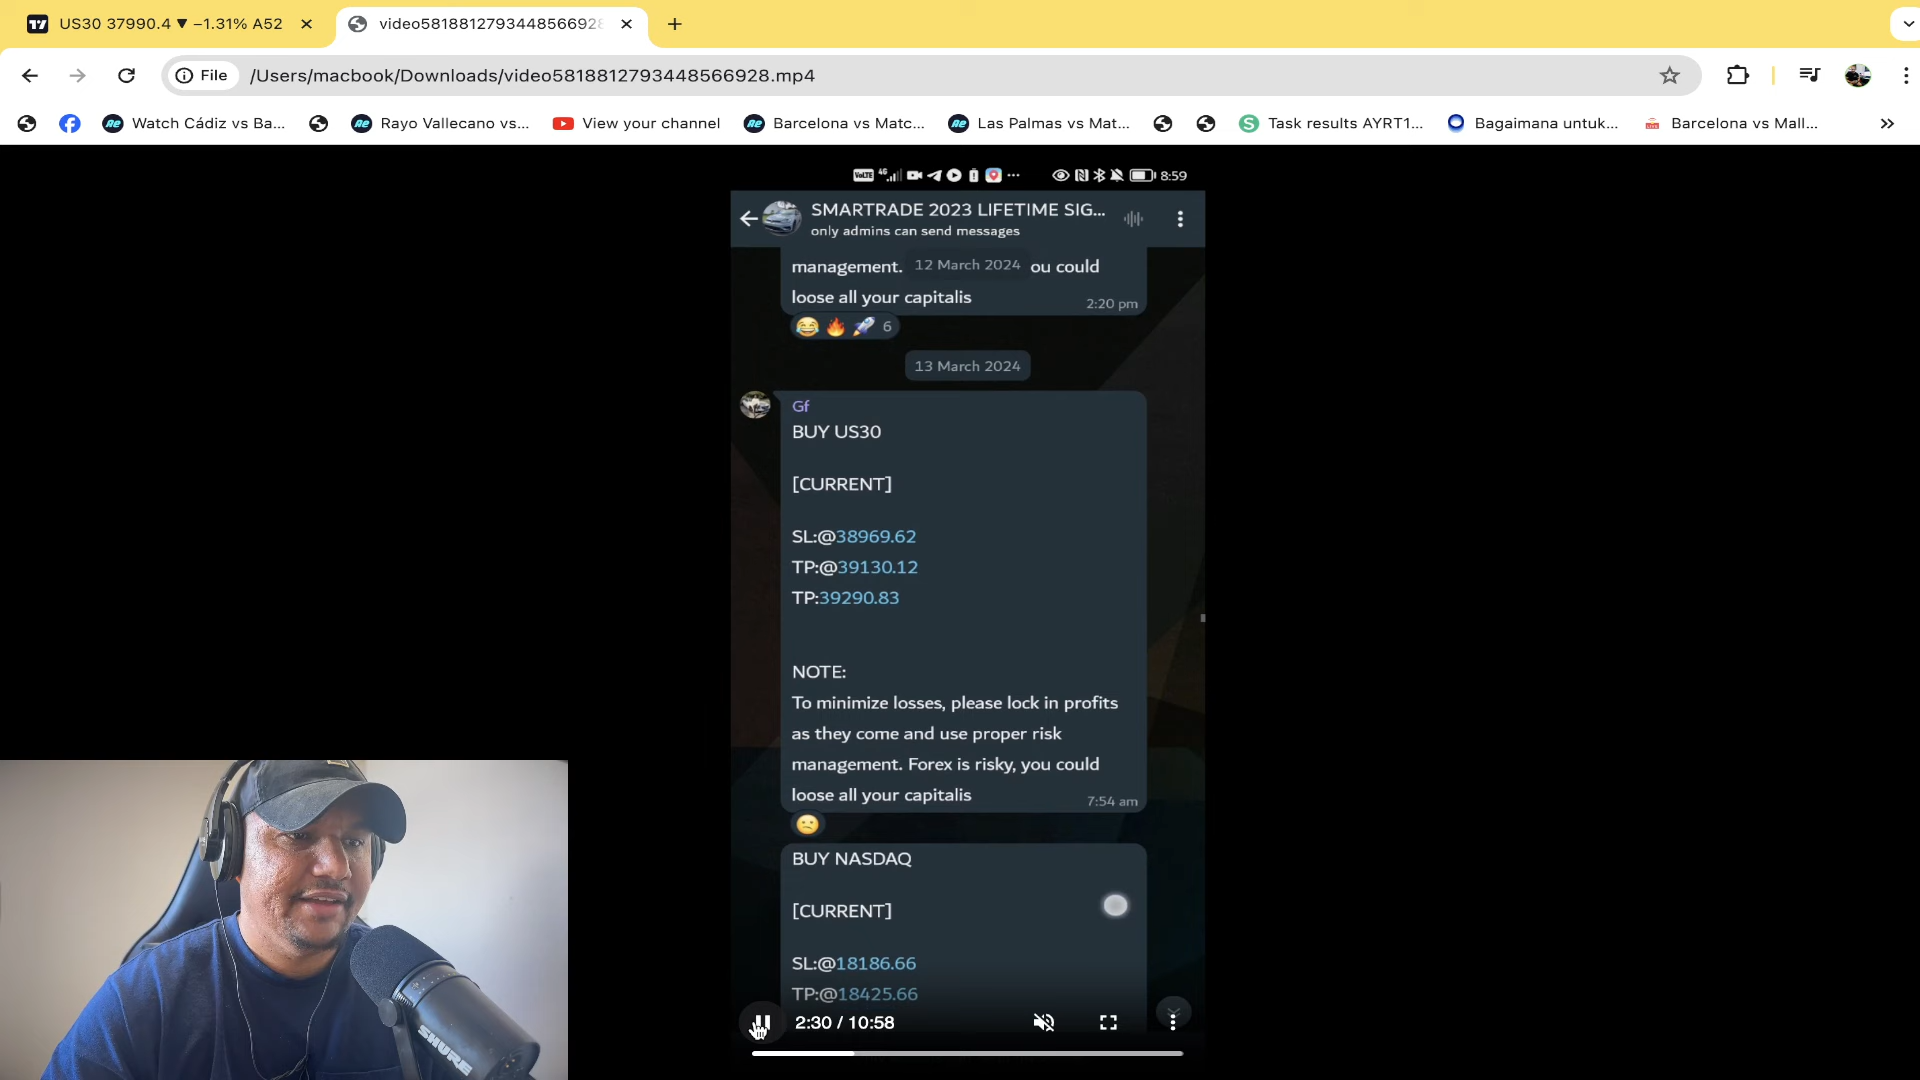 US30 37990.4 ▼ −1.31% A52
video5818812793448566928
File
/Users/macbook/Downloads/video5818812793448566928.mp4
Watch Cádiz vs Ba...
Rayo Vallecano vs...
View your channel
Barcelona vs Matc...
Las Palmas vs Mat...
Task results AYRT1...
Bagaimana untuk...
Barcelona vs Mall...
VoLTE 4G 8:59
SMARTRADE 2023 LIFETIME SIG...
only admins can send messages
12 March 2024
management. ou could
loose all your capitalis
2:20 pm
6
13 March 2024
Gf
BUY US30
[CURRENT]
SL:@38969.62
TP:@39130.12
TP:39290.83
NOTE:
To minimize losses, please lock in profits
as they come and use proper risk
management. Forex is risky, you could
loose all your capitalis
7:54 am
BUY NASDAQ
[CURRENT]
SL:@18186.66
TP:@18425.66
2:30 / 10:58
SHURE